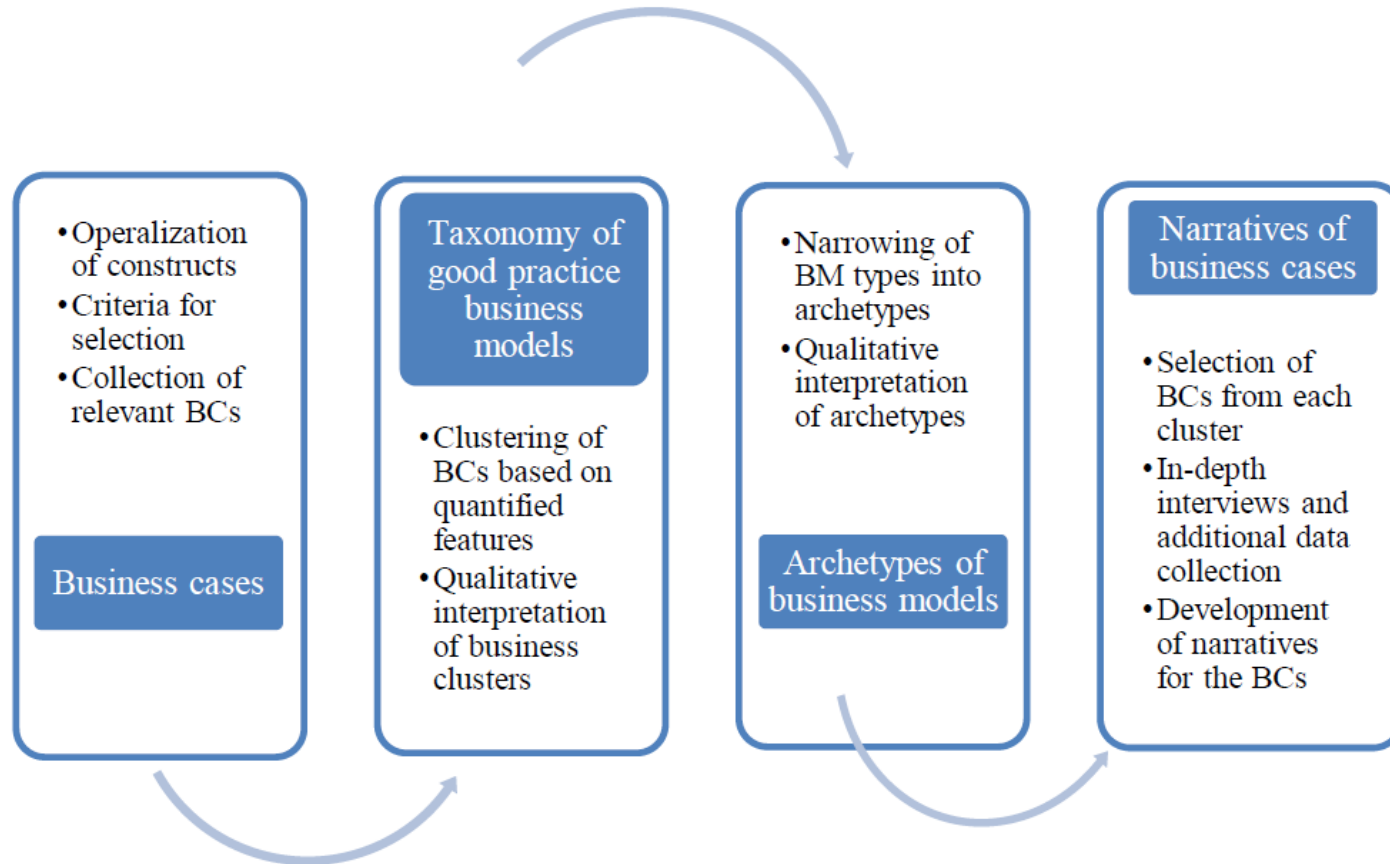 •Operalization
of constructs
•Criteria for
selection
•Collection of
relevant BCs
Business cases
Taxonomy of
good practice
business
models
•Clustering of
BCs based on
quantified
features
•Qualitative
interpretation
of business
clusters
•Narrowing of
BM types into
archetypes
•Qualitative
interpretation
of archetypes
Archetypes of
business models
Narratives of
business cases
•Selection of
BCs from each
cluster
•In-depth
interviews and
additional data
collection
•Development
of narratives
for the BCs